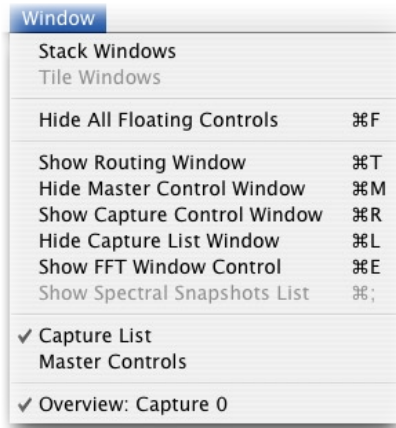 Window
Stack Windows
Tile Windows
Hide All Floating Controls ⌘F
Show Routing Window ⌘T
Hide Master Control Window ⌘M
Show Capture Control Window ⌘R
Hide Capture List Window ⌘L
Show FFT Window Control ⌘E
Show Spectral Snapshots List ⌘;
✓ Capture List
Master Controls
✓ Overview: Capture 0